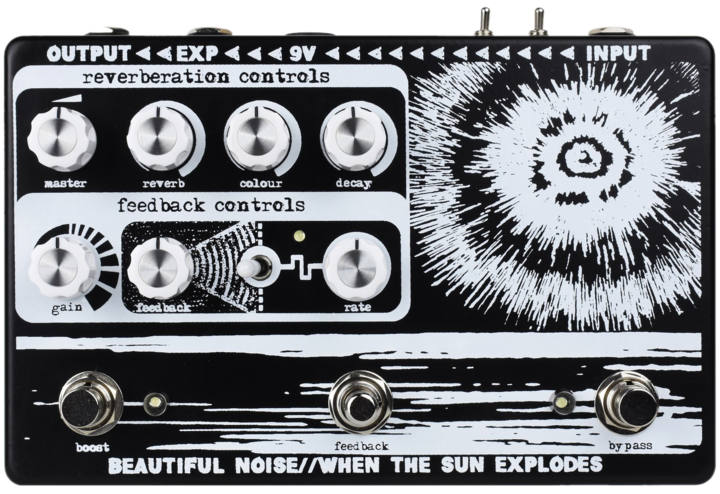 OUTPUT EXP 9V INPUT
reverberation controls
master reverb colour decay
feedback controls
gain feedback rate
boost feedback bypass
BEAUTIFUL NOISE//WHEN THE SUN EXPLODES